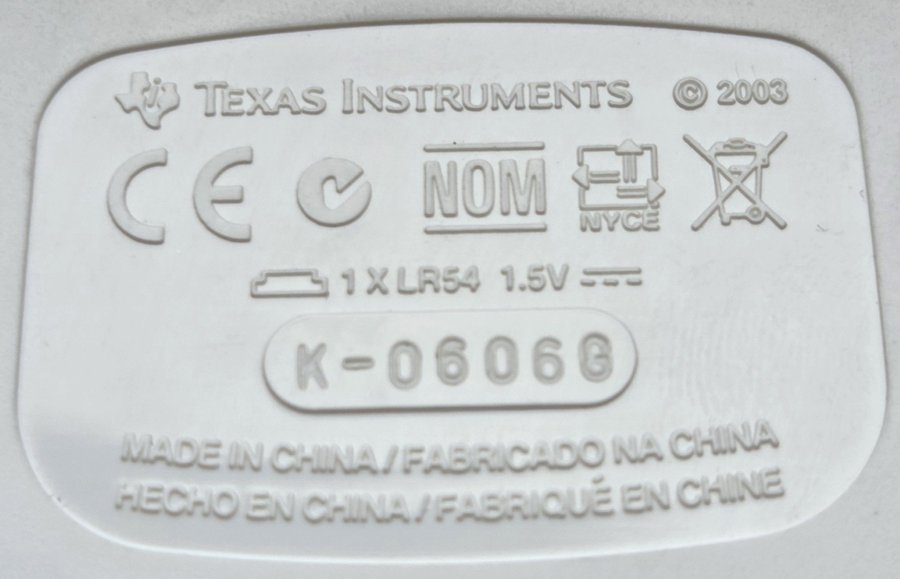 TEXAS INSTRUMENTS © 2003
CE NOM NYCE
1 X LR54 1.5V
K-0606G
MADE IN CHINA / FABRICADO NA CHINA
HECHO EN CHINA / FABRIQUÉ EN CHINE